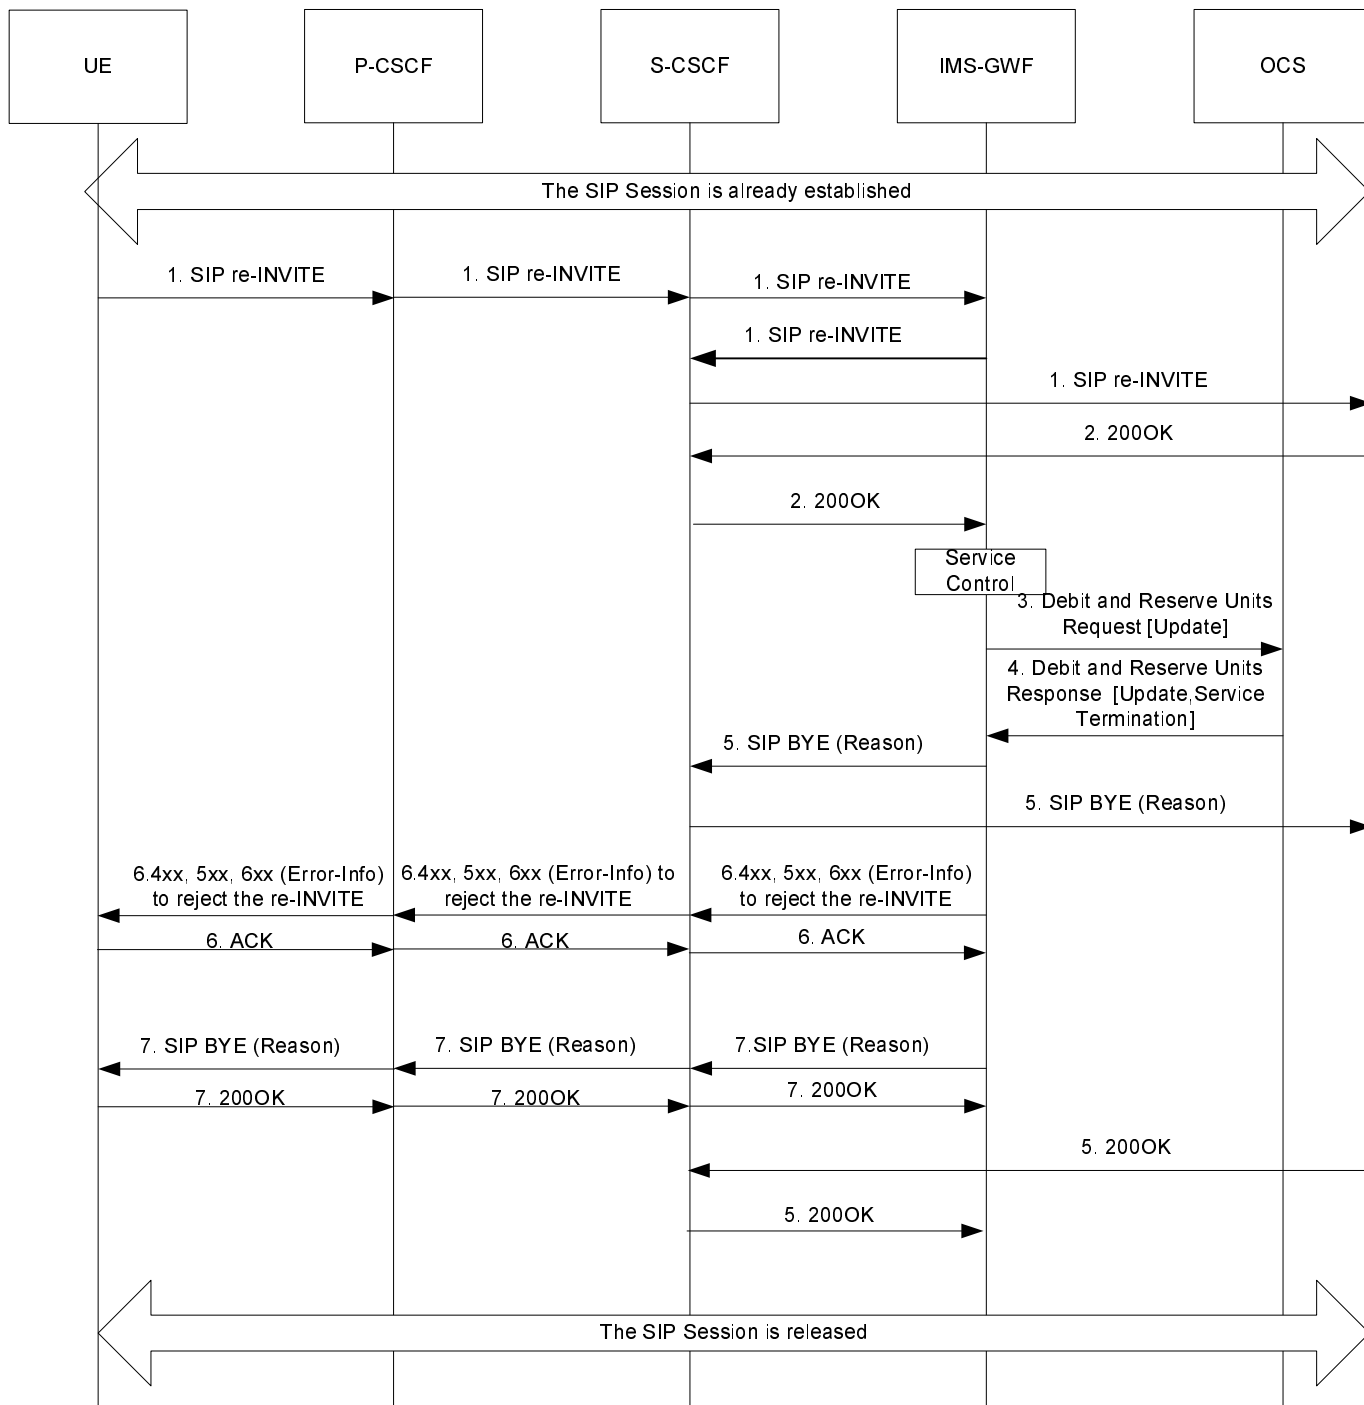 UE
P-CSCF
S-CSCF
IMS-GWF
OCS
The SIP Session is already established
1. SIP re-INVITE
1. SIP re-INVITE
1. SIP re-INVITE
1. SIP re-INVITE
1. SIP re-INVITE
2. 200OK
2. 200OK
Service
Control
3. Debit and Reserve Units
Request [Update]
4. Debit and Reserve Units
Response [Update,Service
Termination]
5. SIP BYE (Reason)
5. SIP BYE (Reason)
6.4xx, 5xx, 6xx (Error-Info)
to reject the re-INVITE
6.4xx, 5xx, 6xx (Error-Info) to
reject the re-INVITE
6.4xx, 5xx, 6xx (Error-Info)
to reject the re-INVITE
6. ACK
6. ACK
6. ACK
7. SIP BYE (Reason)
7. SIP BYE (Reason)
7.SIP BYE (Reason)
7. 200OK
7. 200OK
7. 200OK
5. 200OK
5. 200OK
The SIP Session is released